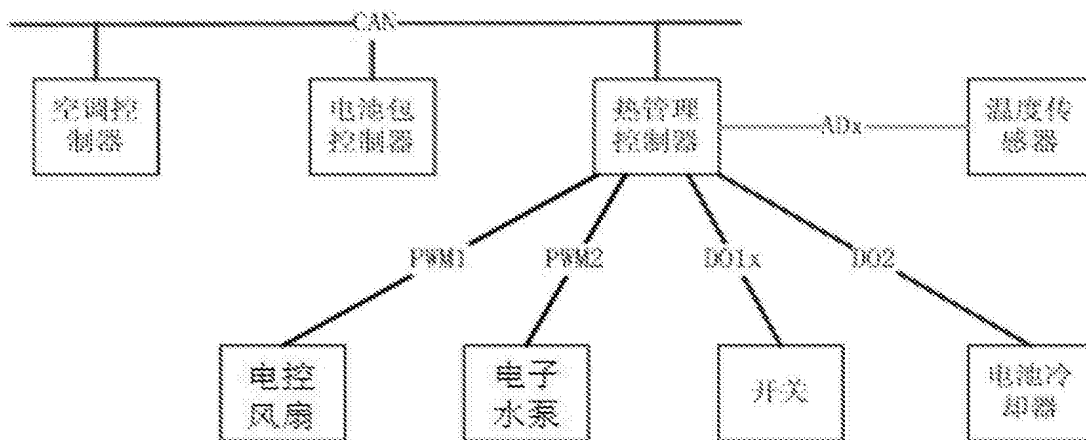 CAN
空调控
制器
电池包
控制器
热管理
控制器
ADx
温度传
感器
PWM1
PWM2
DO1x
DO2
电控
风扇
电子
水泵
开关
电池冷
却器